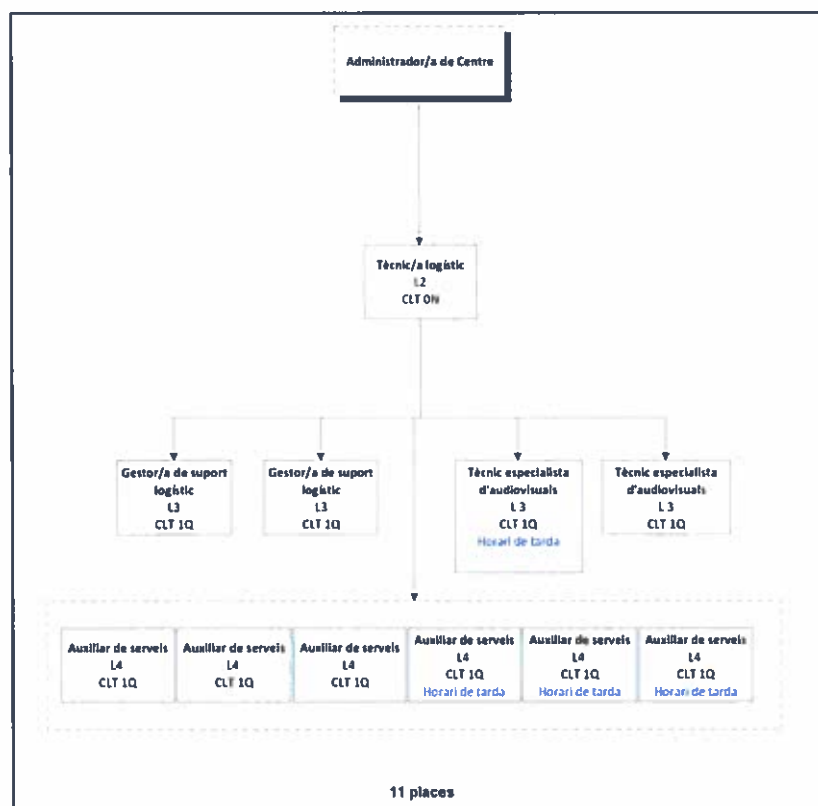 Administrador/a de Centre
Tècnic/a logístic
L2
CLT ON
Gestor/a de suport
logístic
L3
CLT 1Q
Gestor/a de suport
logístic
L3
CLT 1Q
Tècnic especialista
d'audiovisuals
L 3
CLT 1Q
Horari de tarda
Tècnic especialista
d'audiovisuals
L 3
CLT 1Q
Auxiliar de serveis
L4
CLT 1Q
Auxiliar de serveis
L4
CLT 1Q
Auxiliar de serveis
L4
CLT 1Q
Auxiliar de serveis
L4
CLT 1Q
Horari de tarda
Auxiliar de serveis
L4
CLT 1Q
Horari de tarda
Auxiliar de serveis
L4
CLT 1Q
Horari de tarda
11 places